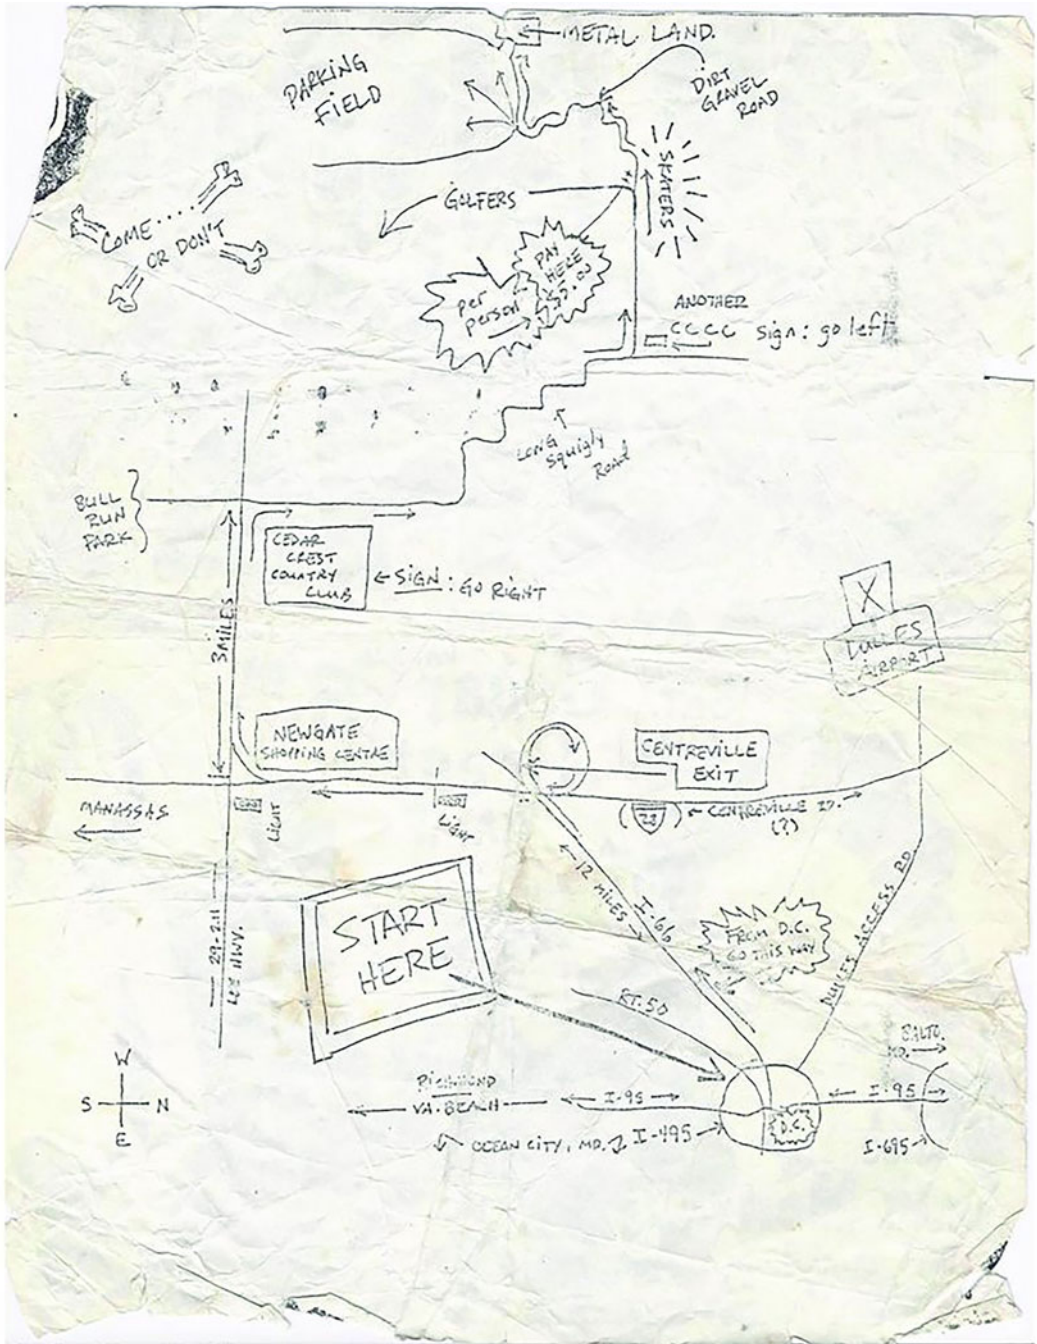 METAL LAND.
PARKING
FIELD
DIRT
GRAVEL
ROAD
SKATERS
COME ....
OR DON'T
GOLFERS
PAY
HERE
$5.00
Per
person
ANOTHER
CCCC sign: go left
LONG
Squigly
ROAD
BULL
RUN
PARK
CEDAR
CREST
COUNTRY
CLUB
SIGN: GO RIGHT
3 MILES
X
DULLES
AIRPORT
NEWGATE
SHOPPING CENTRE
CENTREVILLE
EXIT
MANASSAS
LIGHT
LIGHT
28
CENTREVILLE RD.
(?)
12 MILES
I-66
START
HERE
FROM D.C.
GO THIS WAY
DULLES ACCESS RD
29-211
LEE HWY.
RT. 50
BALTO.
MD.
W
S N
E
RICHMOND
VA. BEACH
I-95
I-95
D.C.
OCEAN CITY, MD.
I-495
I-695